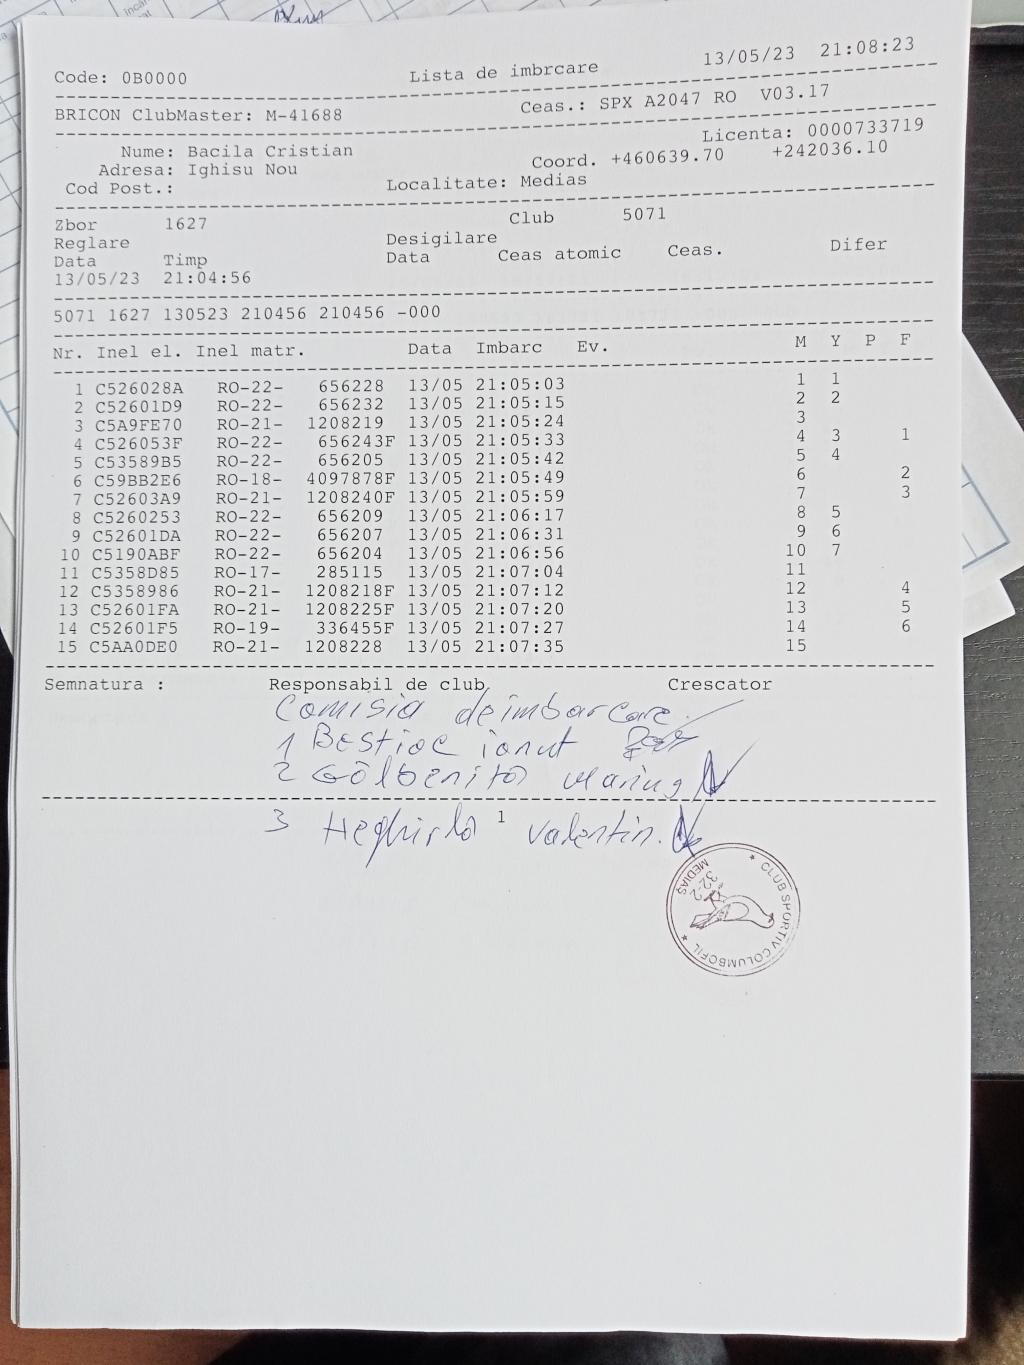 Code: 0B0000 Lista de imbrcare 13/05/23 21:08:23
BRICON ClubMaster: M-41688 Ceas.: SPX A2047 RO V03.17
Licenta: 0000733719
Nume: Bacila Cristian
Adresa: Ighisu Nou Coord. +460639.70 +242036.10
Cod Post.: Localitate: Medias
Zbor 1627 Club 5071
Reglare Desigilare
Data Timp Data Ceas atomic Ceas. Difer
13/05/23 21:04:56
5071 1627 130523 210456 210456 -000
Nr. Inel el. Inel matr. Data Imbarc Ev. M Y P F
1 C526028A RO-22- 656228 13/05 21:05:03 1 1
2 C52601D9 RO-22- 656232 13/05 21:05:15 2 2
3 C5A9FE70 RO-21- 1208219 13/05 21:05:24 3
4 C526053F RO-22- 656243F 13/05 21:05:33 4 3 1
5 C53589B5 RO-22- 656205 13/05 21:05:42 5 4
6 C59BB2E6 RO-18- 4097878F 13/05 21:05:49 6 2
7 C52603A9 RO-21- 1208240F 13/05 21:05:59 7 3
8 C5260253 RO-22- 656209 13/05 21:06:17 8 5
9 C52601DA RO-22- 656207 13/05 21:06:31 9 6
10 C5190ABF RO-22- 656204 13/05 21:06:56 10 7
11 C5358D85 RO-17- 285115 13/05 21:07:04 11
12 C5358986 RO-21- 1208218F 13/05 21:07:12 12 4
13 C52601FA RO-21- 1208225F 13/05 21:07:20 13 5
14 C52601F5 RO-19- 336455F 13/05 21:07:27 14 6
15 C5AA0DE0 RO-21- 1208228 13/05 21:07:35 15
Semnatura : Responsabil de club Crescator
Comisia de imbarcare.
1 Bestioc ionut
2 Golbenita Marius
3 Heghirla Valentin.
1
CLUB SPORTIV COLUMBOFIL
MEDIAȘ
32-2